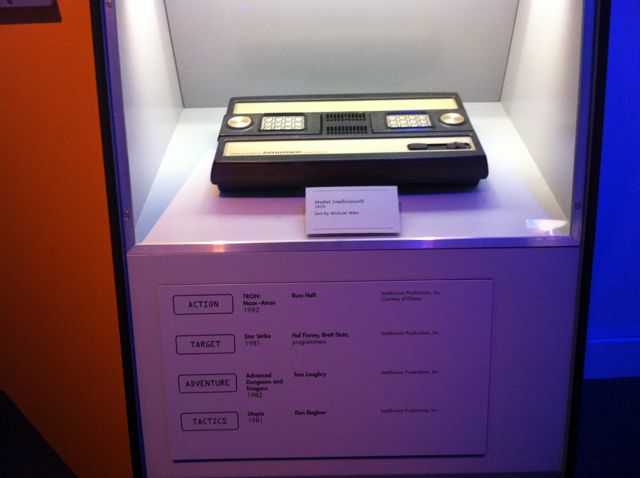 Mattel Intellivision®
1979
Lent by Michael Mika
ACTION
TRON:
Maze-Atron
1982
Russ Haft
Intellivision Productions, Inc.
Courtesy of Disney
TARGET
Star Strike
1981
Hal Finney, Brett Stutz,
programmers
Intellivision Productions, Inc.
ADVENTURE
Advanced
Dungeons and
Dragons
1982
Tom Loughry
Intellivision Productions, Inc.
TACTICS
Utopia
1981
Don Daglow
Intellivision Productions, Inc.